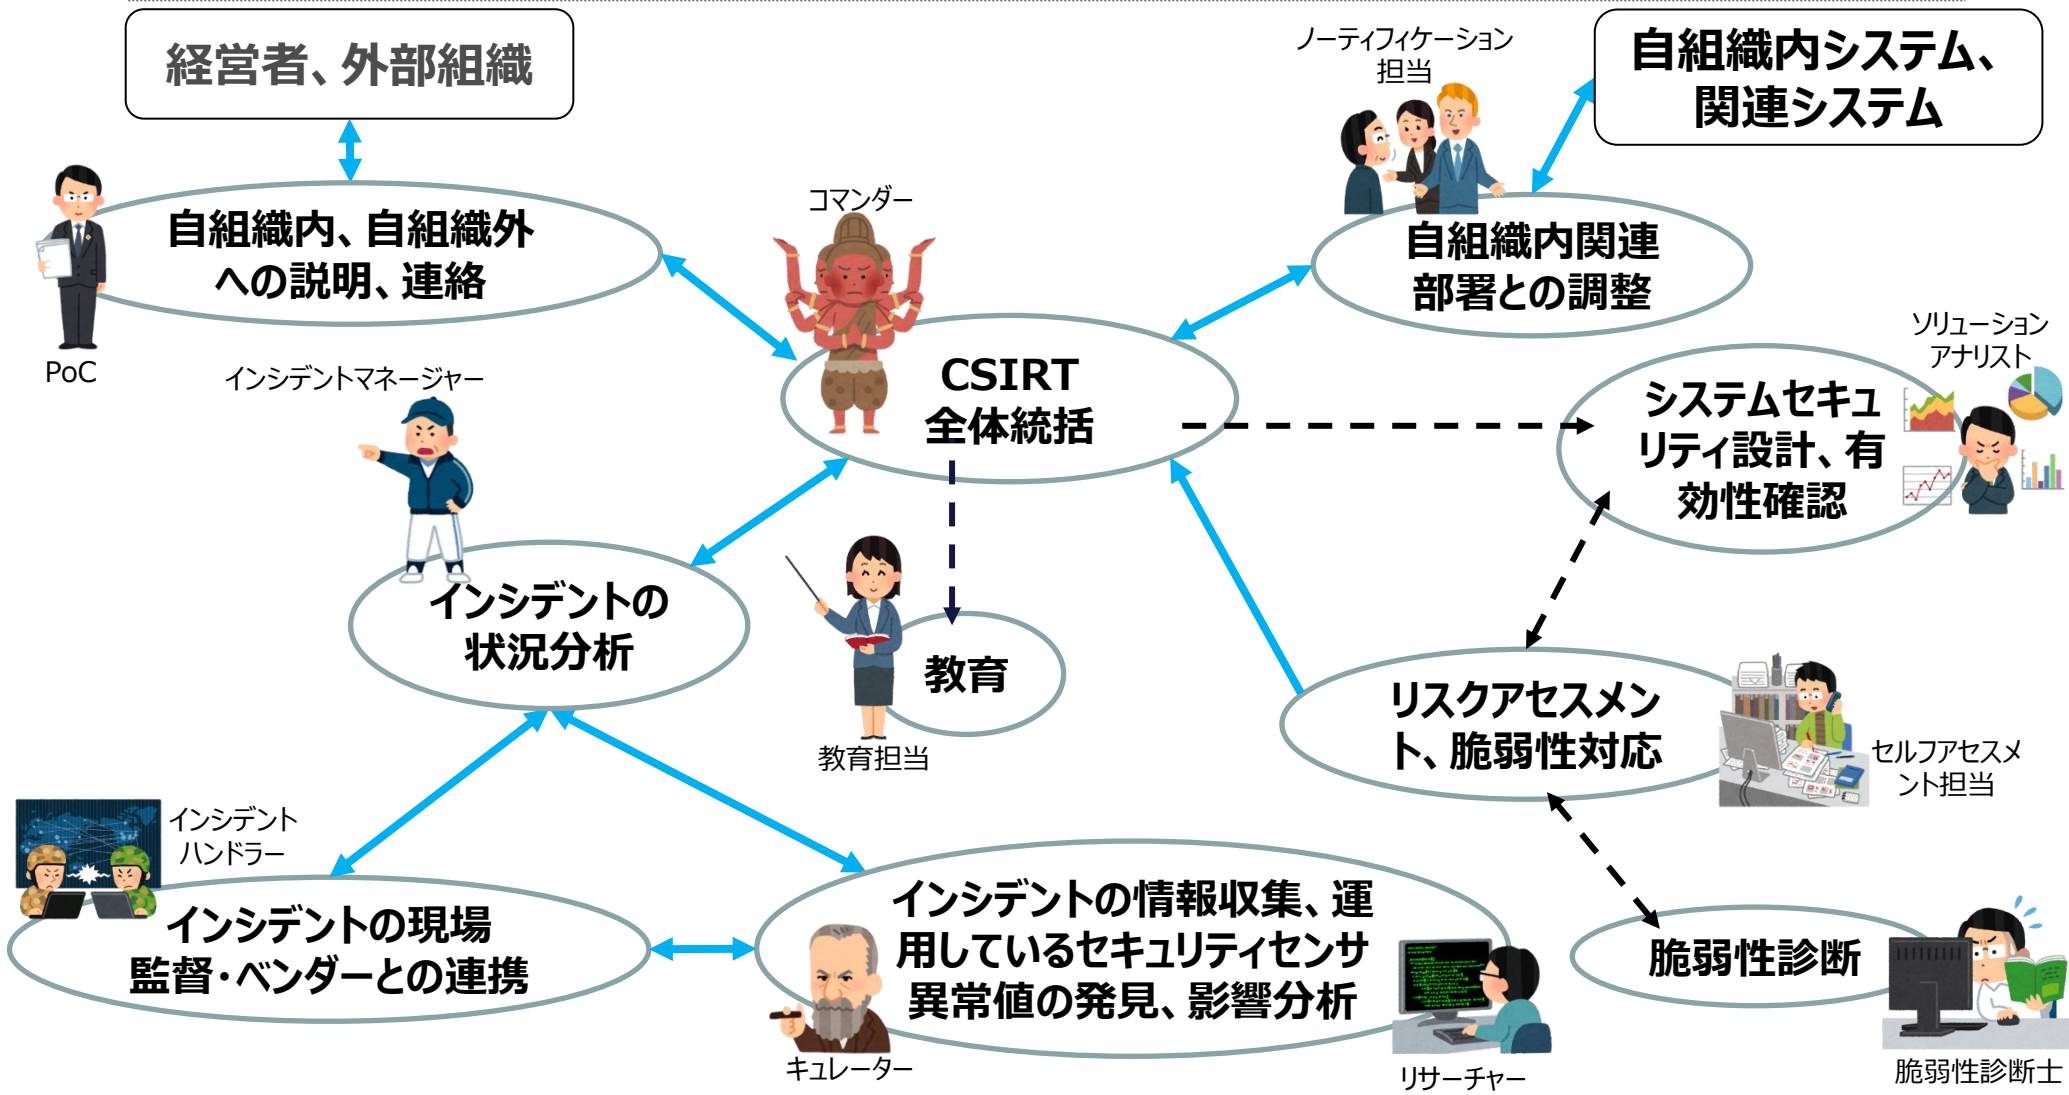 経営者、外部組織
ノーティフィケーション
担当
自組織内システム、
関連システム
自組織内、自組織外
への説明、連絡
PoC
コマンダー
CSIRT
全体統括
自組織内関連
部署との調整
ソリューション
アナリスト
システムセキュ
リティ設計、有
効性確認
インシデントマネージャー
インシデントの
状況分析
教育
教育担当
リスクアセスメン
ト、脆弱性対応
セルフアセスメ
ント担当
インシデント
ハンドラー
インシデントの現場
監督・ベンダーとの連携
インシデントの情報収集、運
用しているセキュリティセンサ
異常値の発見、影響分析
キュレーター
リサーチャー
脆弱性診断
脆弱性診断士